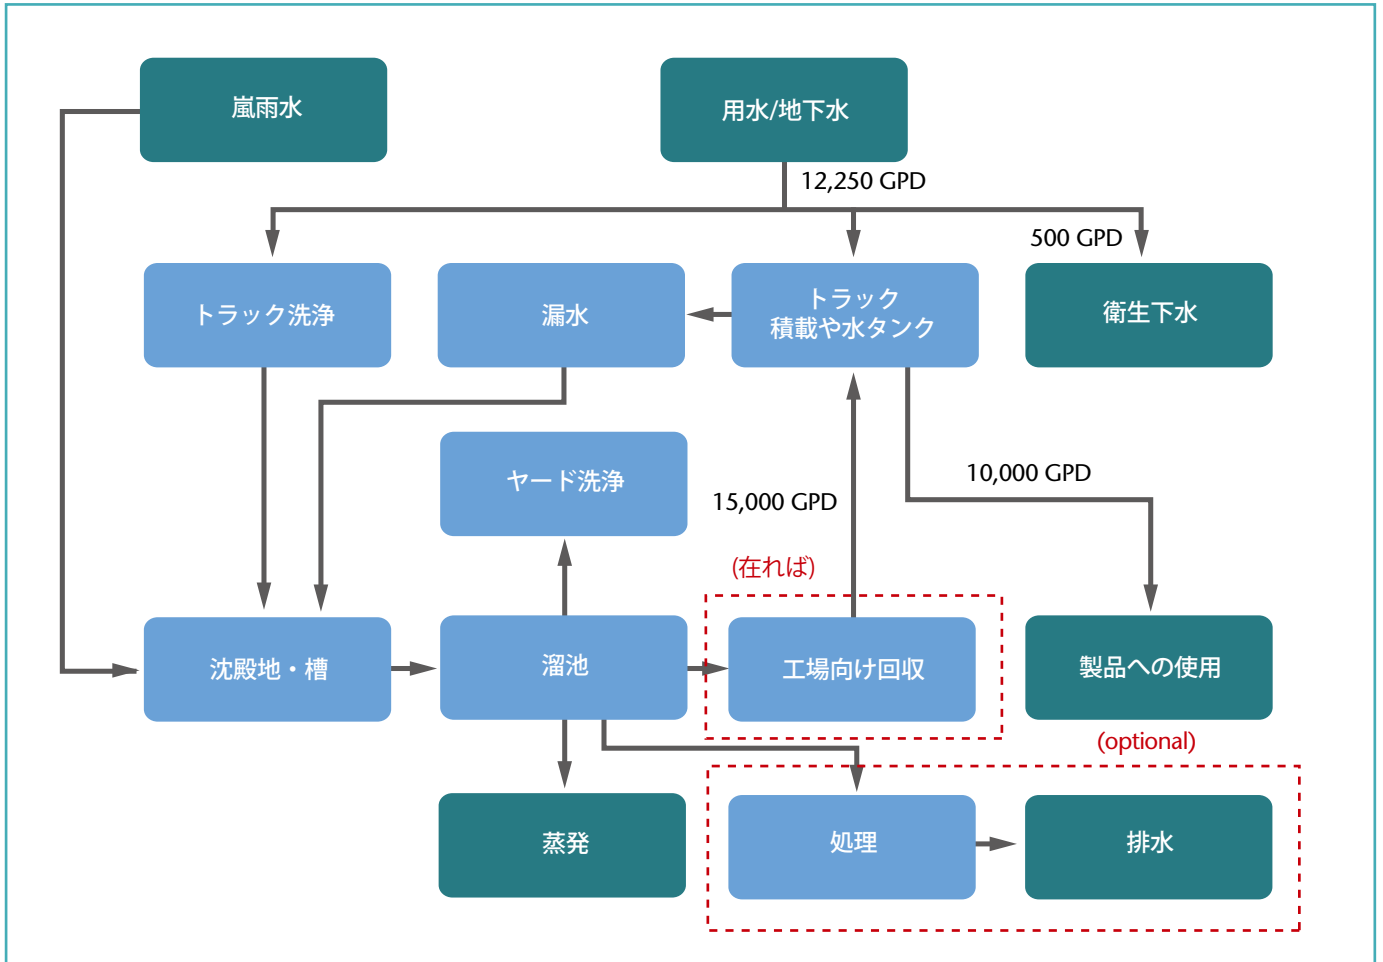 嵐雨水
用水/地下水
12,250 GPD
500 GPD
トラック洗浄
漏水
トラック
積載や水タンク
衛生下水
ヤード洗浄
15,000 GPD
10,000 GPD
(在れば)
沈殿地・槽
溜池
工場向け回収
製品への使用
(optional)
蒸発
処理
排水